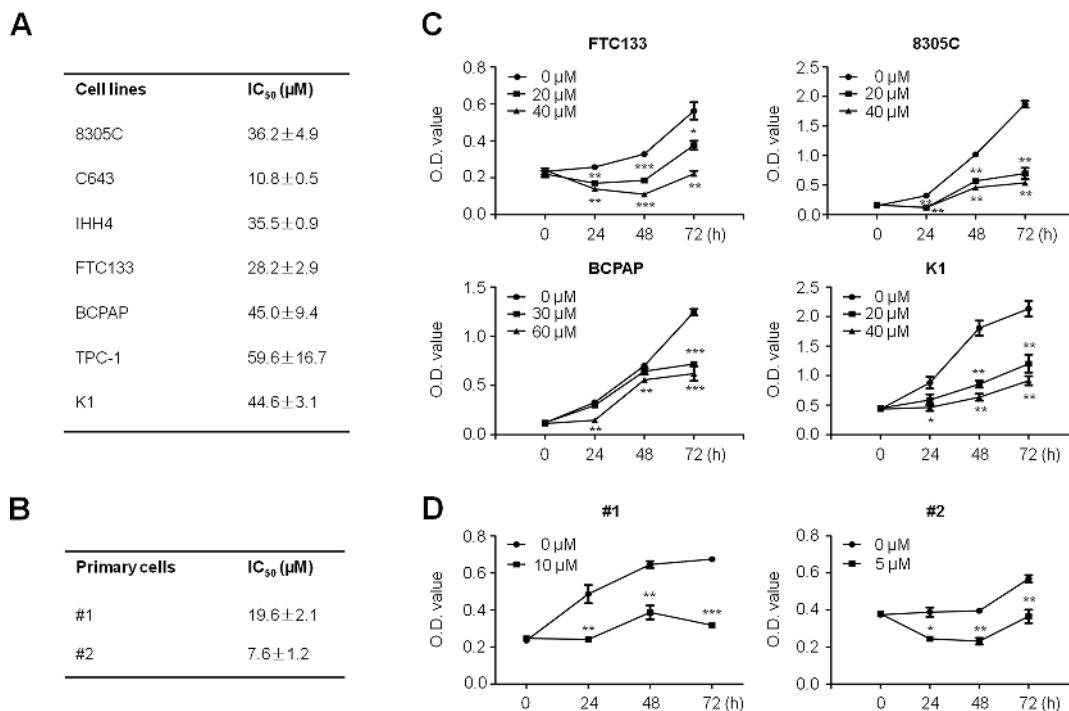 A
Cell lines IC50 (µM)
8305C 36.2±4.9
C643 10.8±0.5
IHH4 35.5±0.9
FTC133 28.2±2.9
BCPAP 45.0±9.4
TPC-1 59.6±16.7
K1 44.6±3.1
B
Primary cells IC50 (µM)
#1 19.6±2.1
#2 7.6±1.2
C
FTC133
O.D. value
0.8
0.6
0.4
0.2
0.0
0 µM
20 µM
40 µM
*
** ***
** *** **
0 24 48 72 (h)
8305C
O.D. value
2.5
2.0
1.5
1.0
0.5
0.0
0 µM
20 µM
40 µM
** **
**
** ** **
0 24 48 72 (h)
BCPAP
O.D. value
1.5
1.0
0.5
0.0
0 µM
30 µM
60 µM
***
** ** ***
0 24 48 72 (h)
K1
O.D. value
2.5
2.0
1.5
1.0
0.5
0.0
0 µM
20 µM
40 µM
** **
* ** **
0 24 48 72 (h)
D
#1
O.D. value
0.8
0.6
0.4
0.2
0.0
0 µM
10 µM
** ** ***
0 24 48 72 (h)
#2
O.D. value
0.8
0.6
0.4
0.2
0.0
0 µM
5 µM
* ** **
0 24 48 72 (h)